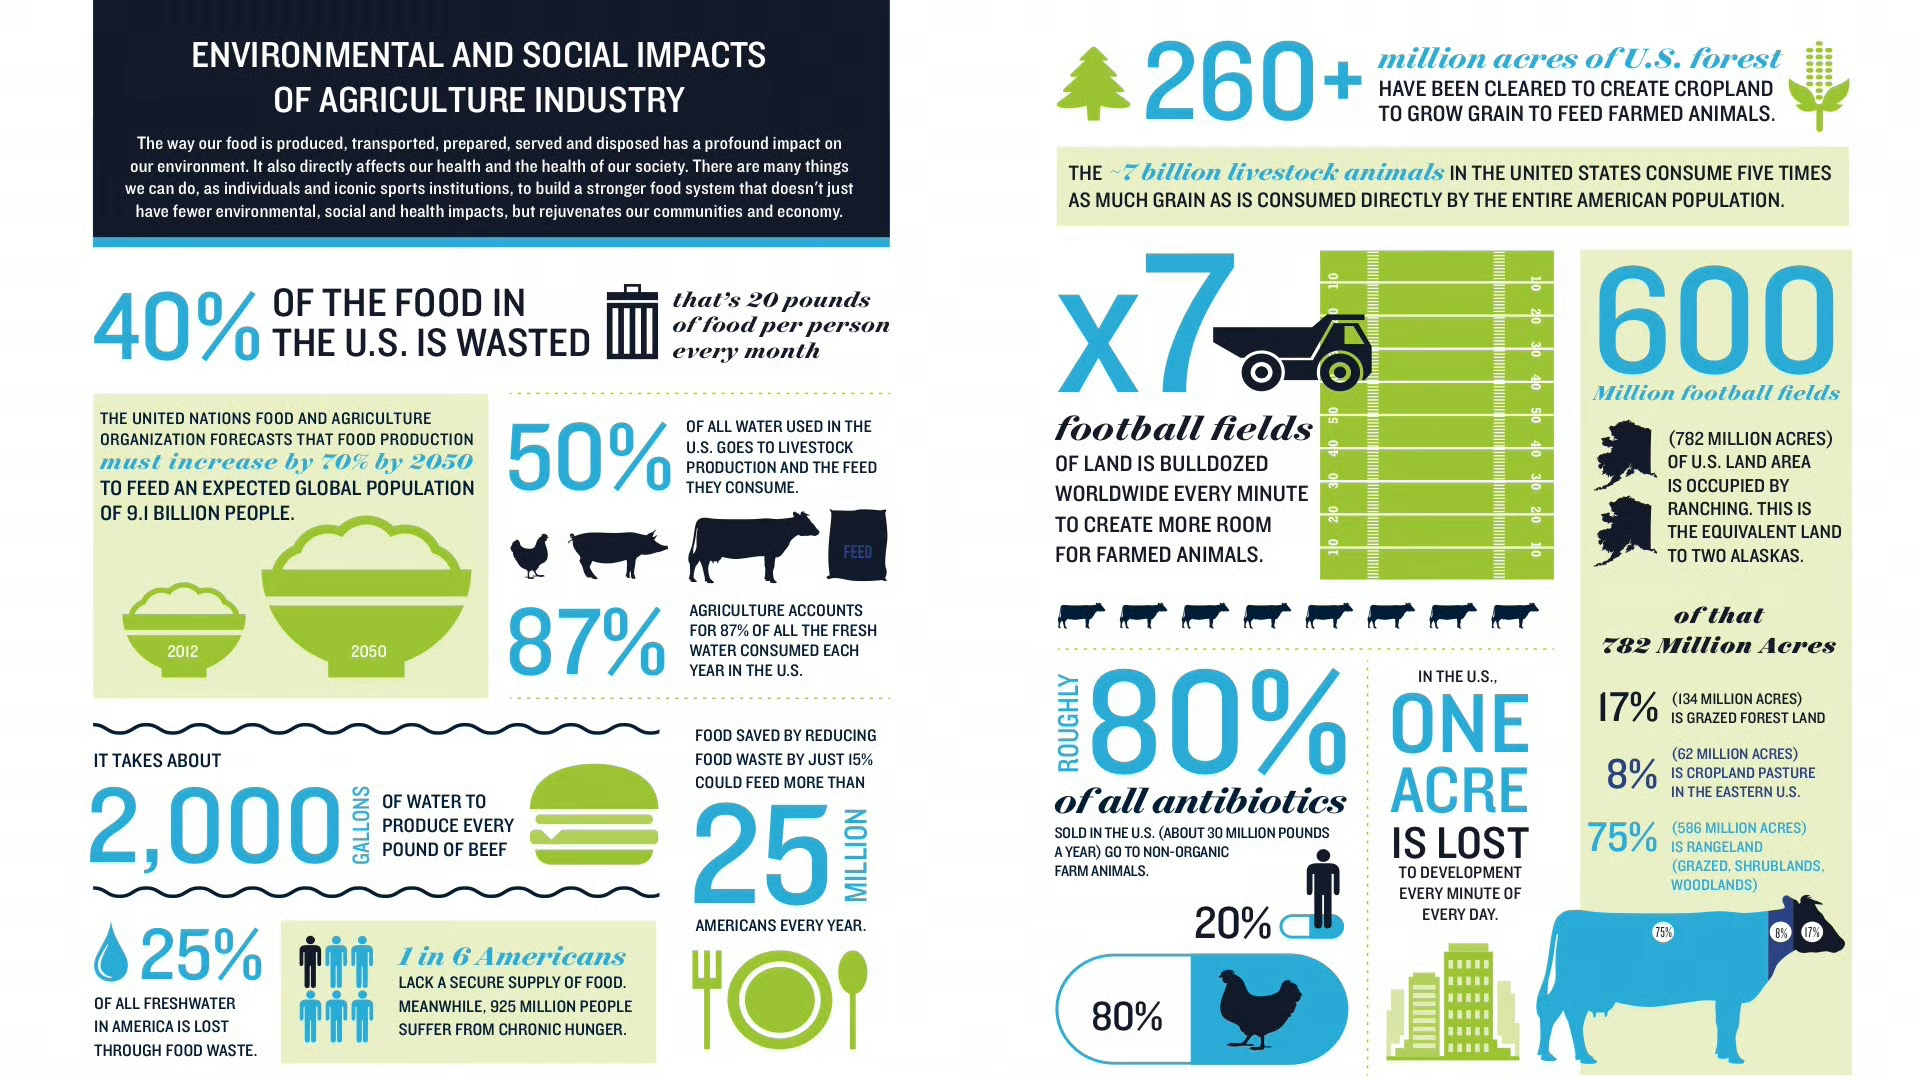 ENVIRONMENTAL AND SOCIAL IMPACTS
OF AGRICULTURE INDUSTRY
The way our food is produced, transported, prepared, served and disposed has a profound impact on
our environment. It also directly affects our health and the health of our society. There are many things
we can do, as individuals and iconic sports institutions, to build a stronger food system that doesn't just
have fewer environmental, social and health impacts, but rejuvenates our communities and economy.
40%
OF THE FOOD IN
THE U.S. IS WASTED
that's 20 pounds
of food per person
every month
THE UNITED NATIONS FOOD AND AGRICULTURE
ORGANIZATION FORECASTS THAT FOOD PRODUCTION
must increase by 70% by 2050
TO FEED AN EXPECTED GLOBAL POPULATION
OF 9.1 BILLION PEOPLE.
2012
2050
50%
OF ALL WATER USED IN THE
U.S. GOES TO LIVESTOCK
PRODUCTION AND THE FEED
THEY CONSUME.
FEED
87%
AGRICULTURE ACCOUNTS
FOR 87% OF ALL THE FRESH
WATER CONSUMED EACH
YEAR IN THE U.S.
IT TAKES ABOUT
2,000
GALLONS
OF WATER TO
PRODUCE EVERY
POUND OF BEEF
FOOD SAVED BY REDUCING
FOOD WASTE BY JUST 15%
COULD FEED MORE THAN
25
MILLION
AMERICANS EVERY YEAR.
25%
OF ALL FRESHWATER
IN AMERICA IS LOST
THROUGH FOOD WASTE.
1 in 6 Americans
LACK A SECURE SUPPLY OF FOOD.
MEANWHILE, 925 MILLION PEOPLE
SUFFER FROM CHRONIC HUNGER.
260+
million acres of U.S. forest
HAVE BEEN CLEARED TO CREATE CROPLAND
TO GROW GRAIN TO FEED FARMED ANIMALS.
THE ~7 billion livestock animals IN THE UNITED STATES CONSUME FIVE TIMES
AS MUCH GRAIN AS IS CONSUMED DIRECTLY BY THE ENTIRE AMERICAN POPULATION.
x7
football fields
OF LAND IS BULLDOZED
WORLDWIDE EVERY MINUTE
TO CREATE MORE ROOM
FOR FARMED ANIMALS.
10 0 50 40 30 20 10
10 20 30 40 50 40 30 20 10
600
Million football fields
(782 MILLION ACRES)
OF U.S. LAND AREA
IS OCCUPIED BY
RANCHING. THIS IS
THE EQUIVALENT LAND
TO TWO ALASKAS.
of that
782 Million Acres
17%
(134 MILLION ACRES)
IS GRAZED FOREST LAND
8%
(62 MILLION ACRES)
IS CROPLAND PASTURE
IN THE EASTERN U.S.
75%
(586 MILLION ACRES)
IS RANGELAND
(GRAZED, SHRUBLANDS,
WOODLANDS)
75%
8%
17%
ROUGHLY
80%
of all antibiotics
SOLD IN THE U.S. (ABOUT 30 MILLION POUNDS
A YEAR) GO TO NON-ORGANIC
FARM ANIMALS.
20%
80%
IN THE U.S.,
ONE
ACRE
IS LOST
TO DEVELOPMENT
EVERY MINUTE OF
EVERY DAY.